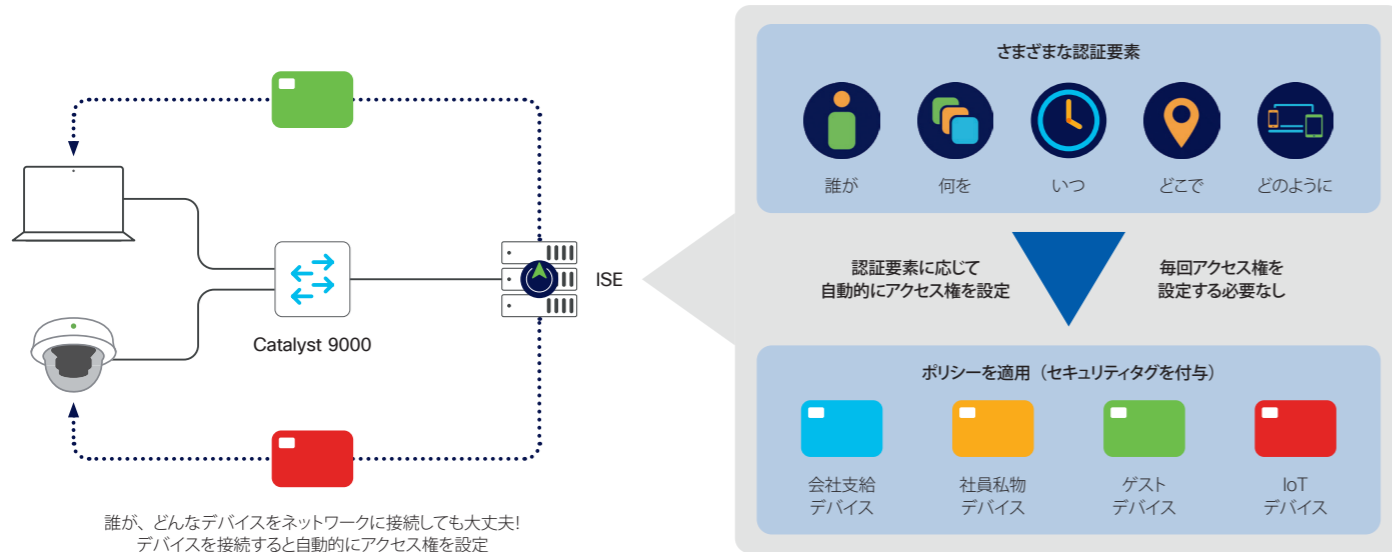 ISE
Catalyst 9000
誰が、どんなデバイスをネットワークに接続しても大丈夫!
デバイスを接続すると自動的にアクセス権を設定
さまざまな認証要素
誰が
何を
いつ
どこで
どのように
認証要素に応じて
自動的にアクセス権を設定
毎回アクセス権を
設定する必要なし
ポリシーを適用（セキュリティタグを付与）
会社支給
デバイス
社員私物
デバイス
ゲスト
デバイス
IoT
デバイス